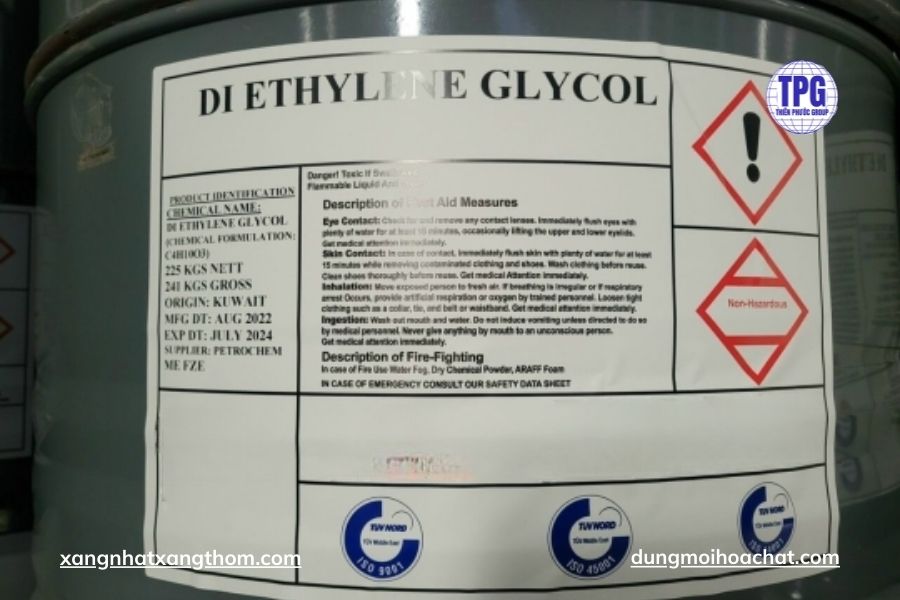 DI ETHYLENE GLYCOL
TPG
THIÊN PHƯỚC GROUP
PRODUCT IDENTIFICATION
CHEMICAL NAME:
DI ETHYLENE GLYCOL
(CHEMICAL FORMULATION:
C4H10O3)
225 KGS NETT
241 KGS GROSS
ORIGIN: KUWAIT
MFG DT: AUG 2022
EXP DT: JULY 2024
SUPPLIER: PETROCHEM
ME FZE
Danger! Toxic If
Flammable Liquid And
Description of First Aid Measures
Eye Contact: Check for and remove any contact lenses. Immediately flush eyes with
plenty of water for at least 15 minutes, occasionally lifting the upper and lower eyelids.
Get medical attention immediately.
Skin Contact: In case of contact, immediately flush skin with plenty of water for at least
15 minutes while removing contaminated clothing and shoes. Wash clothing before reuse.
Clean shoes thoroughly before reuse. Get medical Attention immediately.
Inhalation: Move exposed person to fresh air. If breathing is irregular or if respiratory
arrest Occurs, provide artificial respiration or oxygen by trained personnel. Loosen tight
clothing such as a collar, tie, and belt or waistband. Get medical attention immediately.
Ingestion: Wash out mouth and water. Do not induce vomiting unless directed to do so
by medical personnel. Never give anything by mouth to an unconscious person.
Get medical attention immediately.
Description of Fire-Fighting
In case of Fire Use Water Fog, Dry Chemical Powder, ARAFF Foam
IN CASE OF EMERGENCY CONSULT OUR SAFETY DATA SHEET
Non-Hazardous
TUV NORD
TÜV Middle East
ISO 9001
TUV NORD
TÜV Middle East
ISO 45001
TUV NORD
TÜV Middle East
xangnhatxangthom.com
dungmoihoachat.com